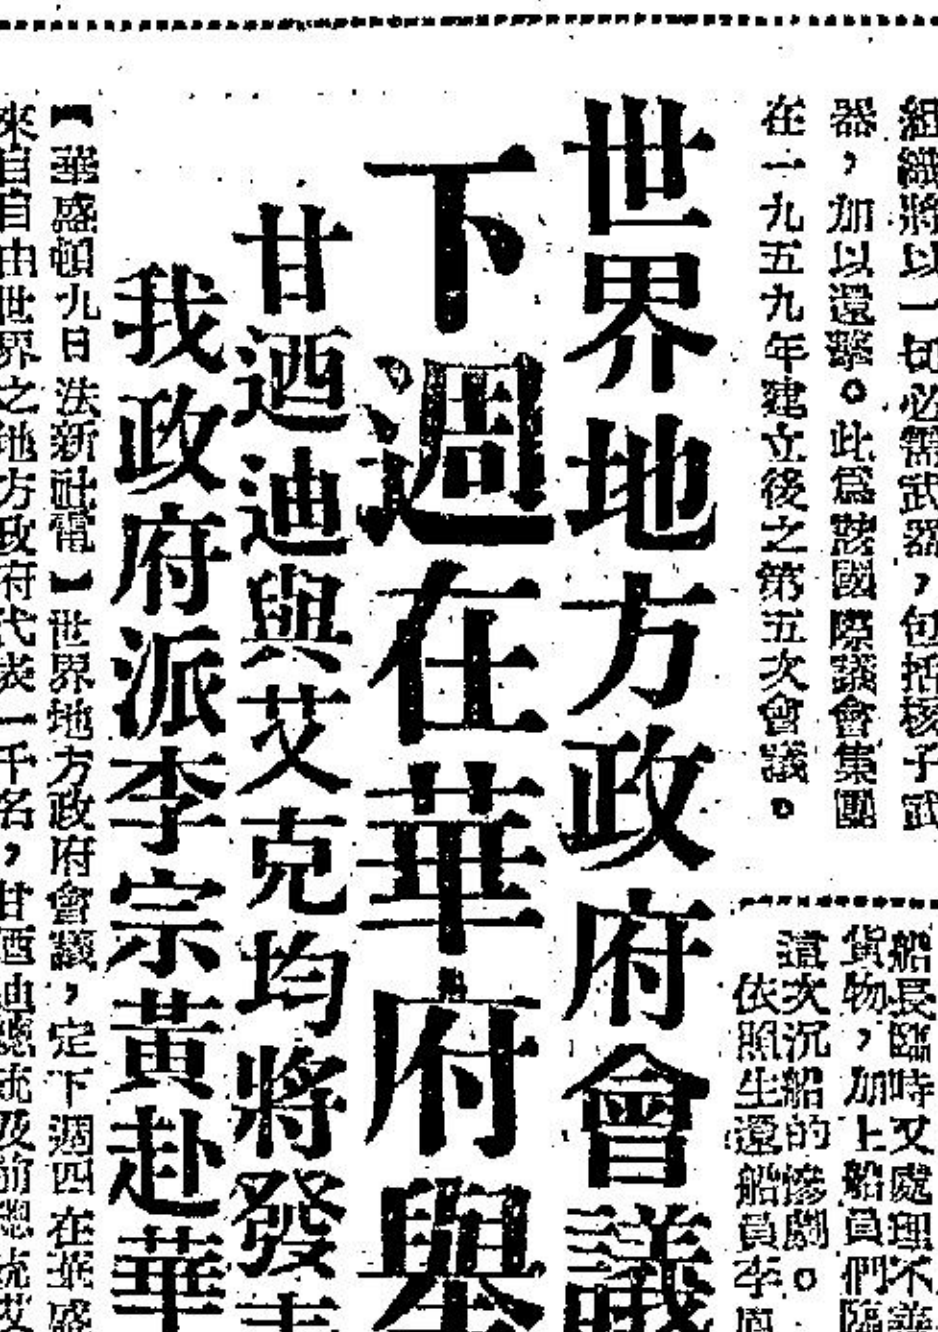 組織將以一切必需武器，包括核子武
器，加以還擊。此為該國際議會集團
在一九五九年建立後之第五次會議。
船長臨時又處理不善
貨物，加上船員們臨
這次沉船的慘劇。
依照生還船員李
世界地方政府會議
下週在華府舉
甘迺迪與艾克均將發表
我政府派李宗黃赴華
【華盛頓九日法新社電】世界地方政府會議，定下週四在華盛
來自自由世界之地方政府代表一千名，甘迺迪總統及前總統艾